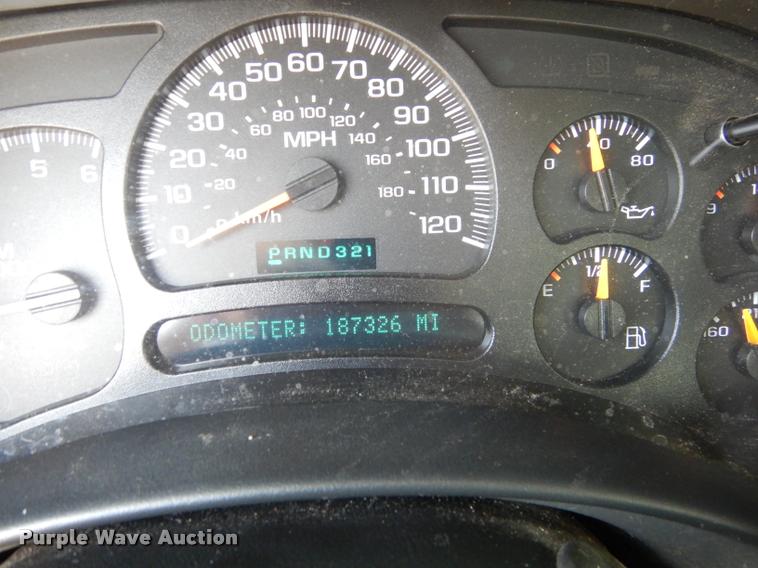 0 10 20 30 40 50 60 70 80 90 100 110 120
20 40 60 80 100 120 140 160 180
MPH
km/h
PRND321
ODOMETER: 187326 MI
5 6
0 40 80
E 1/2 F
9
160
Purple Wave Auction